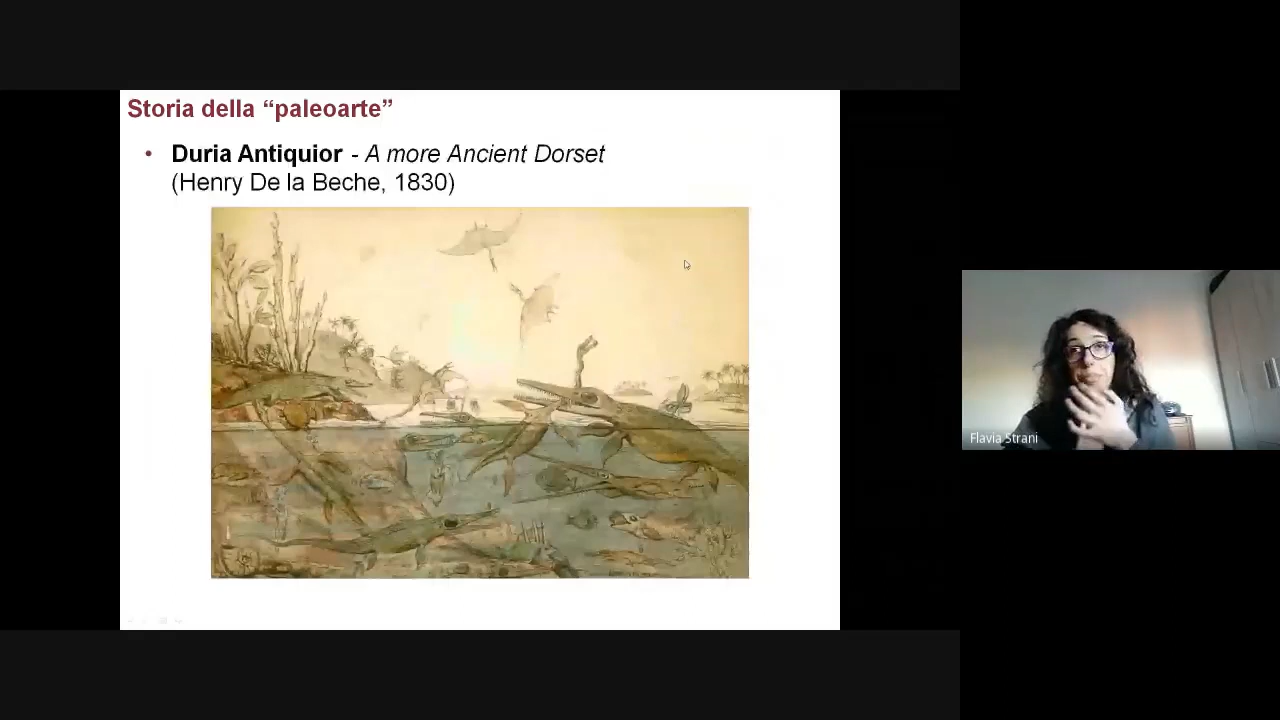 Storia della “paleoarte”
• Duria Antiquior - A more Ancient Dorset
(Henry De la Beche, 1830)
Flavia Strani